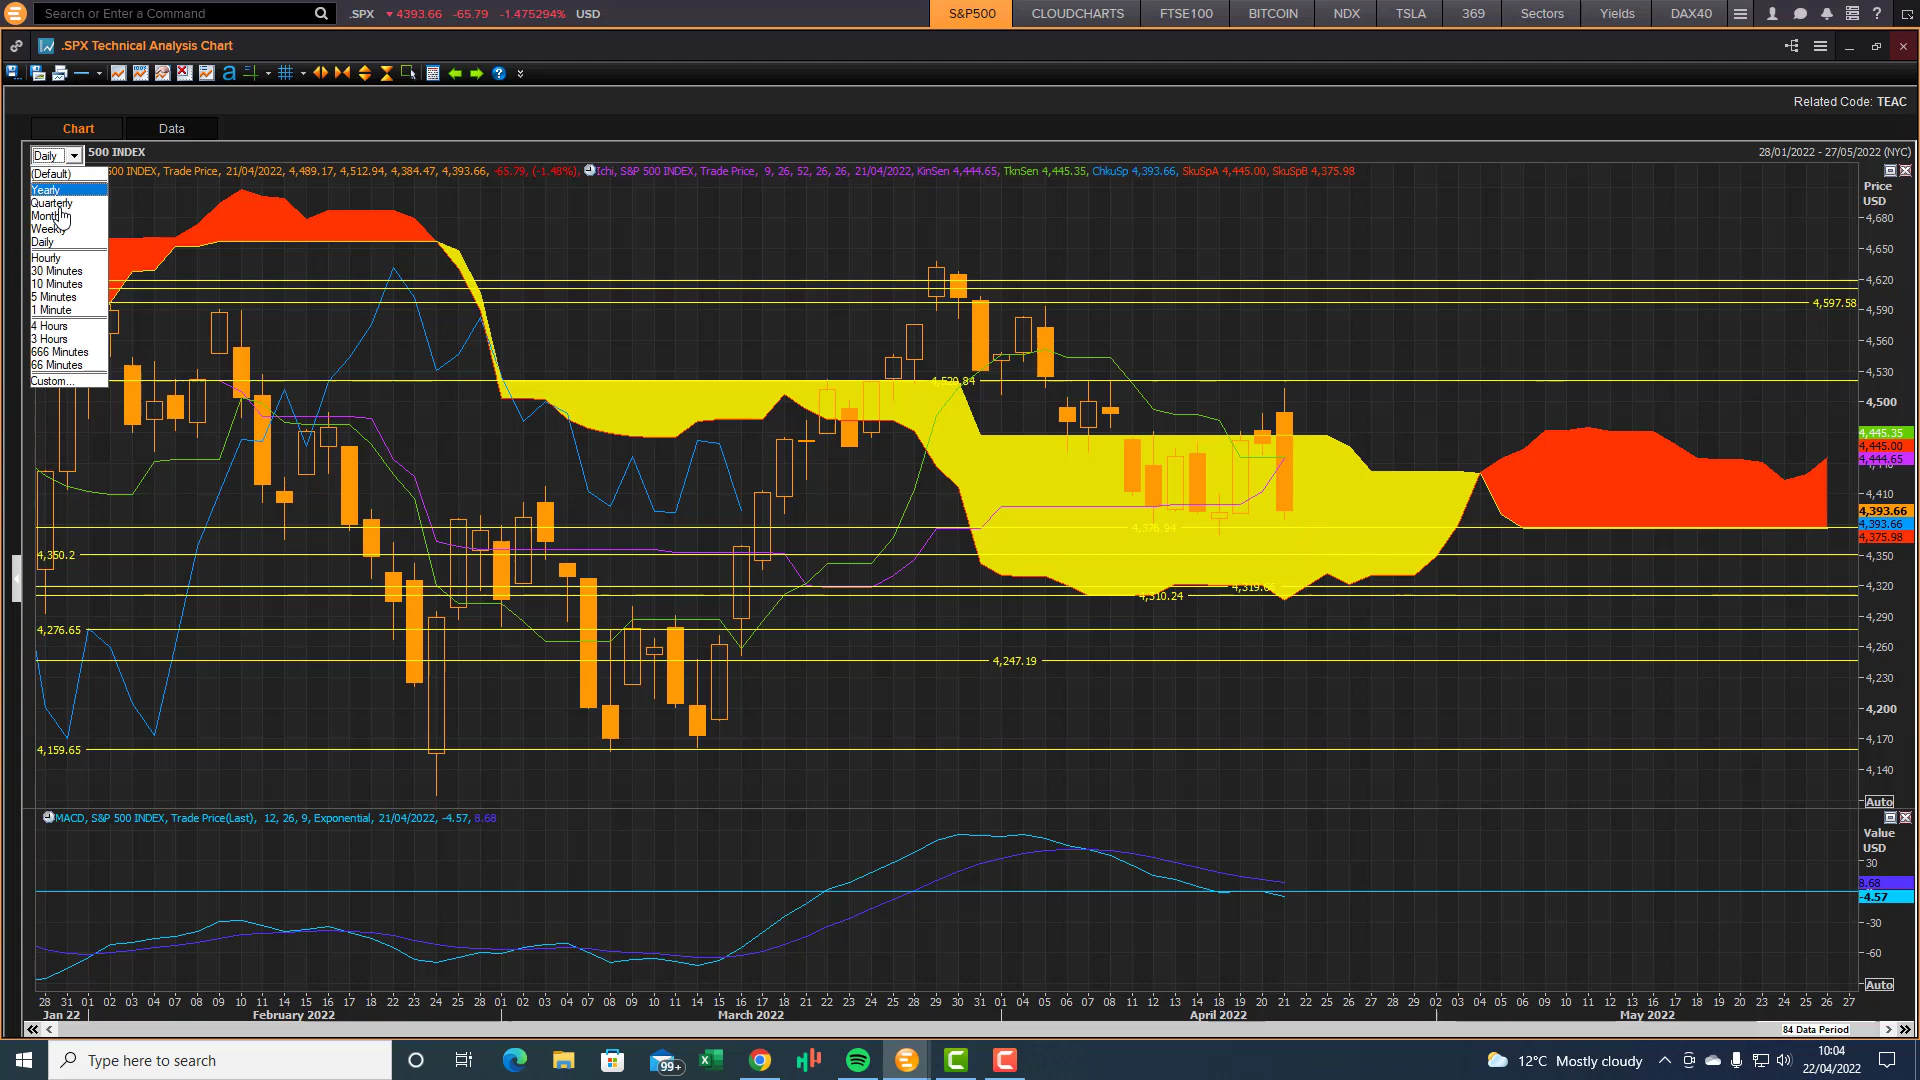 Search or Enter a Command
.SPX 4393.66 -65.79 -1.475294% USD
S&P500 CLOUDCHARTS FTSE100 BITCOIN NDX TSLA 369 Sectors Yields DAX40
.SPX Technical Analysis Chart
Related Code: TEAC
Chart Data
Daily 500 INDEX 28/01/2022 - 27/05/2022 (NYC)
500 INDEX, Trade Price, 21/04/2022, 4,489.17, 4,512.94, 4,384.47, 4,393.66, -65.79, (-1.48%), Ichi, S&P 500 INDEX, Trade Price, 9, 26, 52, 26, 26, 21/04/2022, KinSen 4,444.65, TknSen 4,445.35, ChkuSp 4,393.66, SkuSpA 4,445.00, SkuSpB 4,375.98
(Default)
Yearly
Quarterly
Weekly
Daily
Hourly
30 Minutes
10 Minutes
5 Minutes
1 Minute
4 Hours
3 Hours
666 Minutes
66 Minutes
Custom...
Price
USD
4,680
4,650
4,620
4,590
4,560
4,530
4,500
4,445.35
4,445.00
4,444.65
4,410
4,393.66
4,393.66
4,375.98
4,350
4,320
4,290
4,260
4,230
4,200
4,170
4,140
Auto
4,597.58
4,376.94
4,350.2
4,310.24
4,276.65
4,247.19
4,159.65
MACD, S&P 500 INDEX, Trade Price(Last), 12, 26, 9, Exponential, 21/04/2022, -4.57, 8.68
Value
USD
30
8.68
-4.57
-30
-60
Auto
28 31 01 02 03 04 07 08 09 10 11 14 15 16 17 18 22 23 24 25 28 01 02 03 04 07 08 09 10 11 14 15 16 17 18 21 22 23 24 25 28 29 30 31 01 04 05 06 07 08 11 12 13 14 18 19 20 21 22 25 26 27 28 29 02 03 04 05 06 09 10 11 12 13 16 17 18 19 20 23 24 25 26 27
Jan 22 February 2022 March 2022 April 2022 May 2022
84 Data Period
Type here to search
99+
12°C Mostly cloudy
10:04
22/04/2022